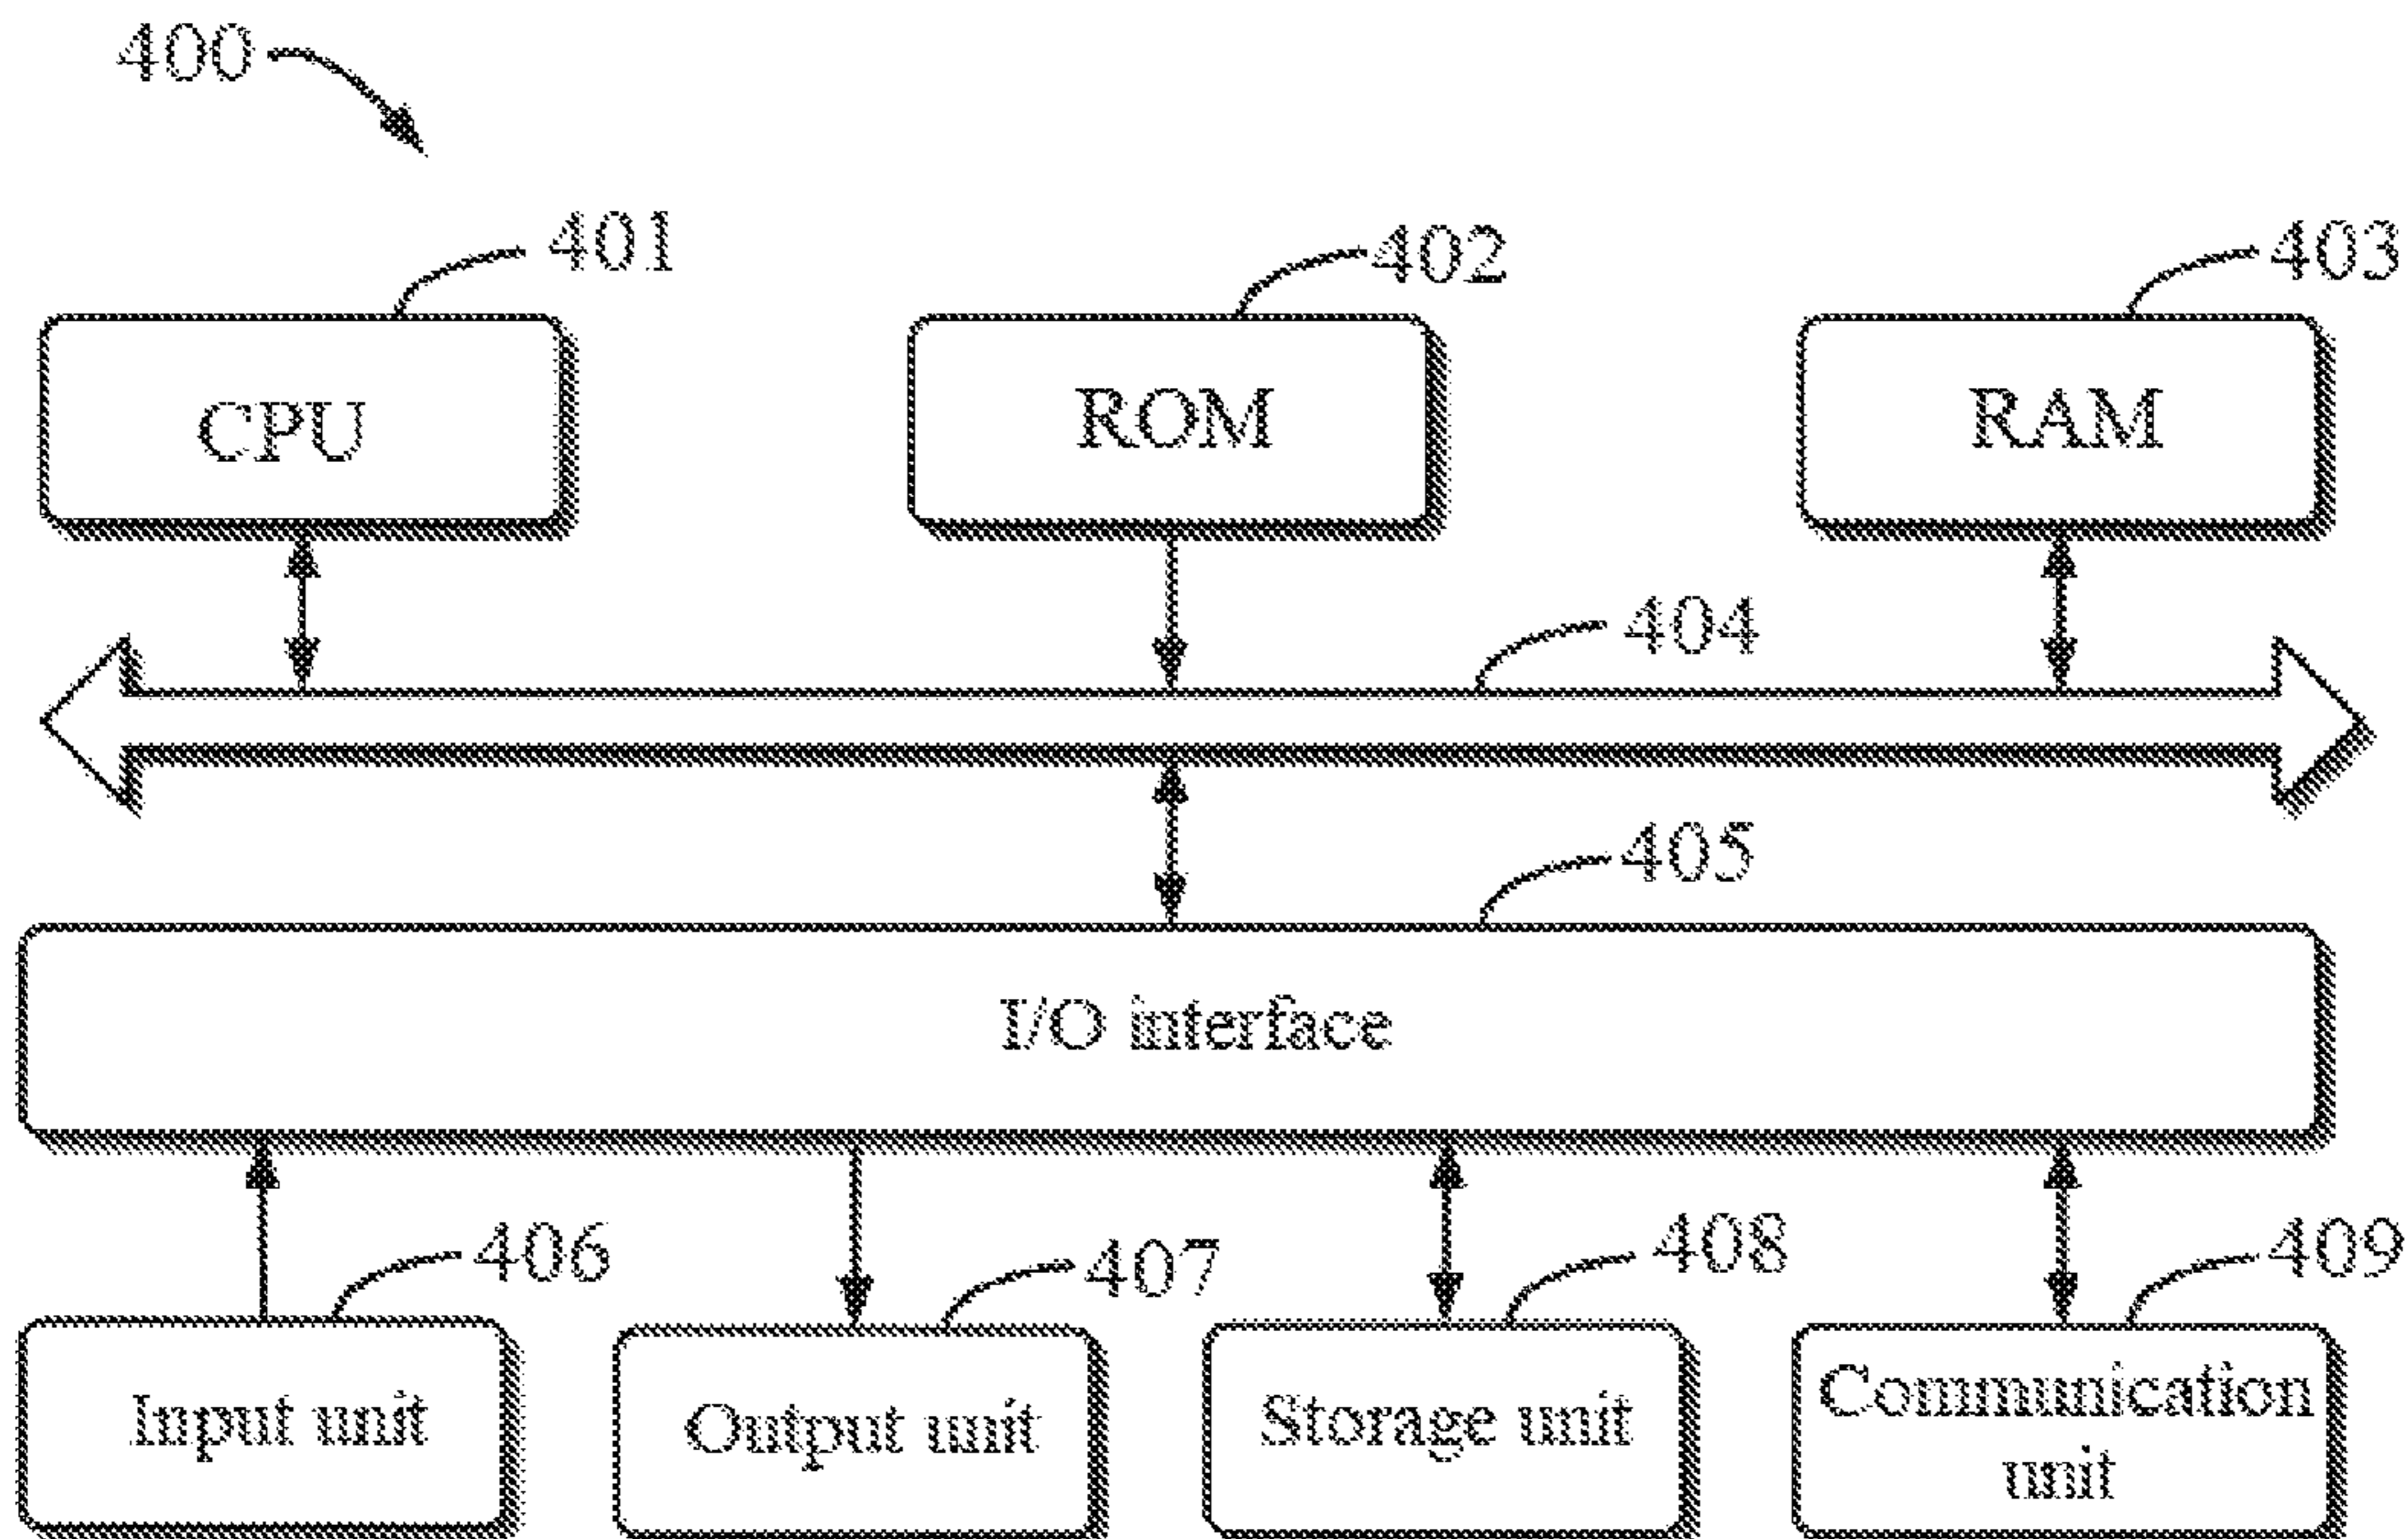 400
401
402
403
CPU
ROM
RAM
404
405
I/O interface
406
407
408
409
Input unit
Output unit
Storage unit
Communication
unit